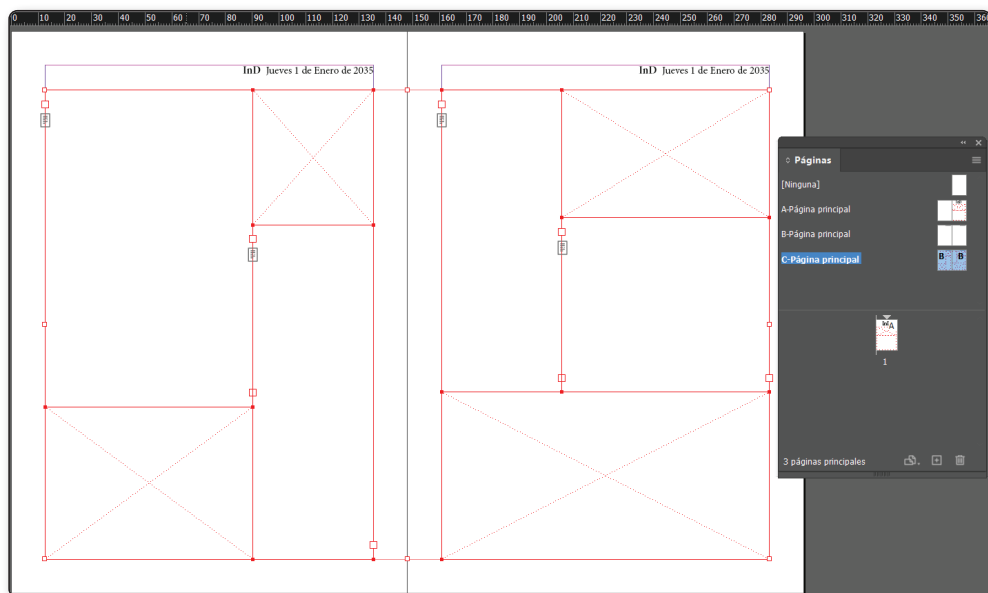 0 10 20 30 40 50 60 70 80 90 100 110 120 130 140 150 160 170 180 190 200 210 220 230 240 250 260 270 280 290 300 310 320 330 340 350 360
InD Jueves 1 de Enero de 2035
InD Jueves 1 de Enero de 2035
Páginas
[Ninguna]
A-Página principal
B-Página principal
C-Página principal
B B
A
1
3 páginas principales